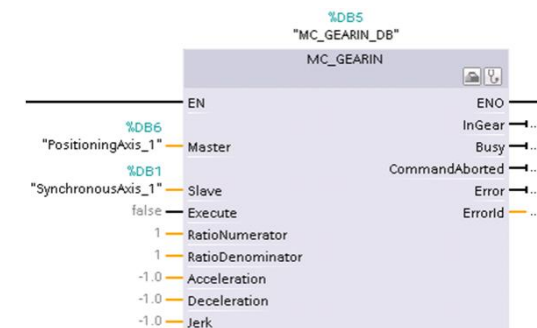 %DB5
"MC_GEARIN_DB"
MC_GEARIN
EN ENO
InGear ...
%DB6
"PositioningAxis_1" Master Busy ...
%DB1 CommandAborted ...
"SynchronousAxis_1" Slave Error ...
false Execute ErrorId ...
1 RatioNumerator
1 RatioDenominator
-1.0 Acceleration
-1.0 Deceleration
-1.0 Jerk